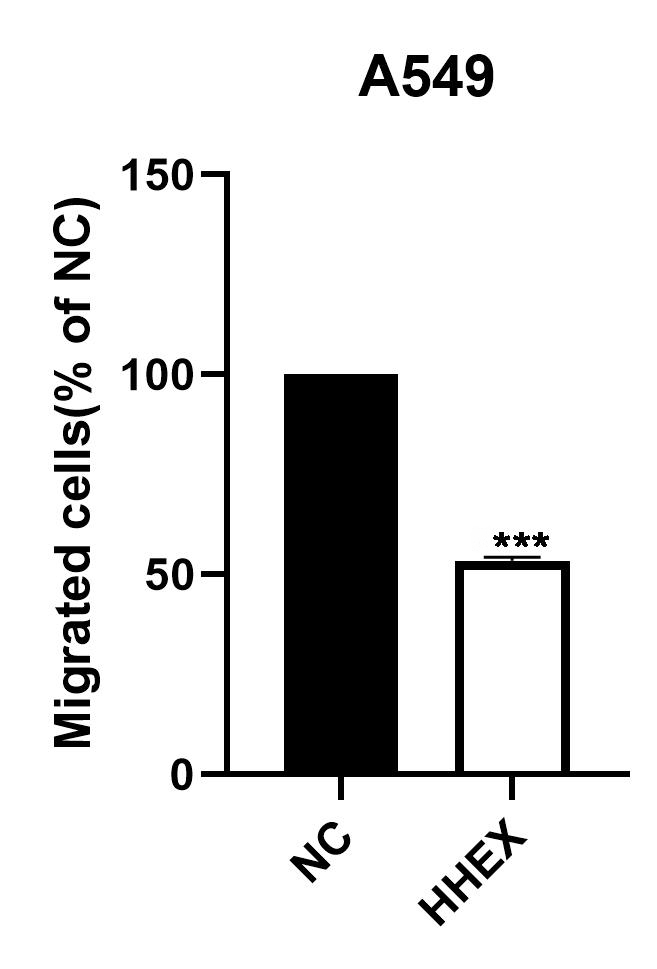 A549
Migrated cells(% of NC)
150
100
50
0
***
NC
HHEX